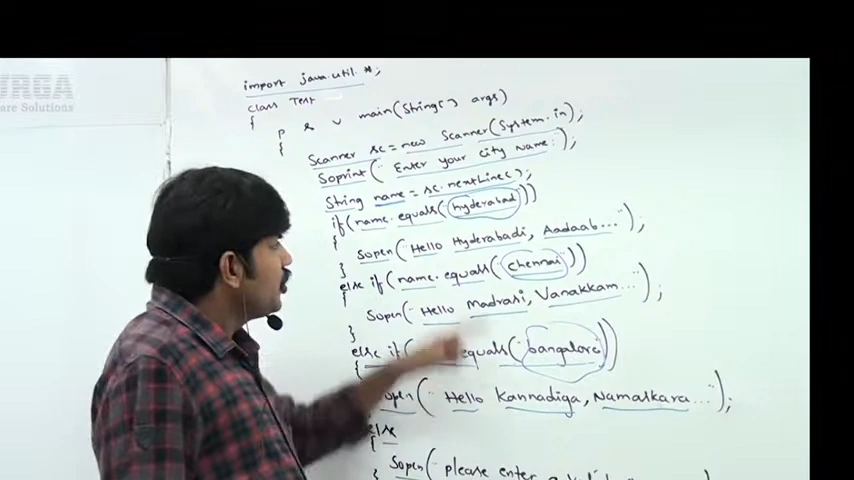 URGA
are Solutions
import java.util.*;
class Test
{
p s v main(String[] args)
{
Scanner sc = new Scanner(System.in);
Soprint("Enter your city name:");
String name = sc.nextLine();
if(name.equals("hyderabad"))
{
Sopln("Hello Hyderabadi, Aadaab...");
}
else if(name.equals("chennai"))
{
Sopln("Hello Madrasi, Vanakkam...");
}
else if equals("bangalore"))
{
Sopln("Hello Kannadiga, Namaskara...");
else
{
Sopln("please enter a